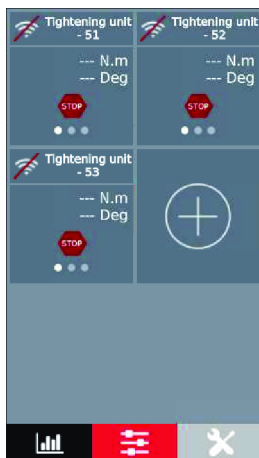 Tightening unit
- 51
--- N.m
--- Deg
STOP
Tightening unit
- 52
--- N.m
--- Deg
STOP
Tightening unit
- 53
--- N.m
--- Deg
STOP